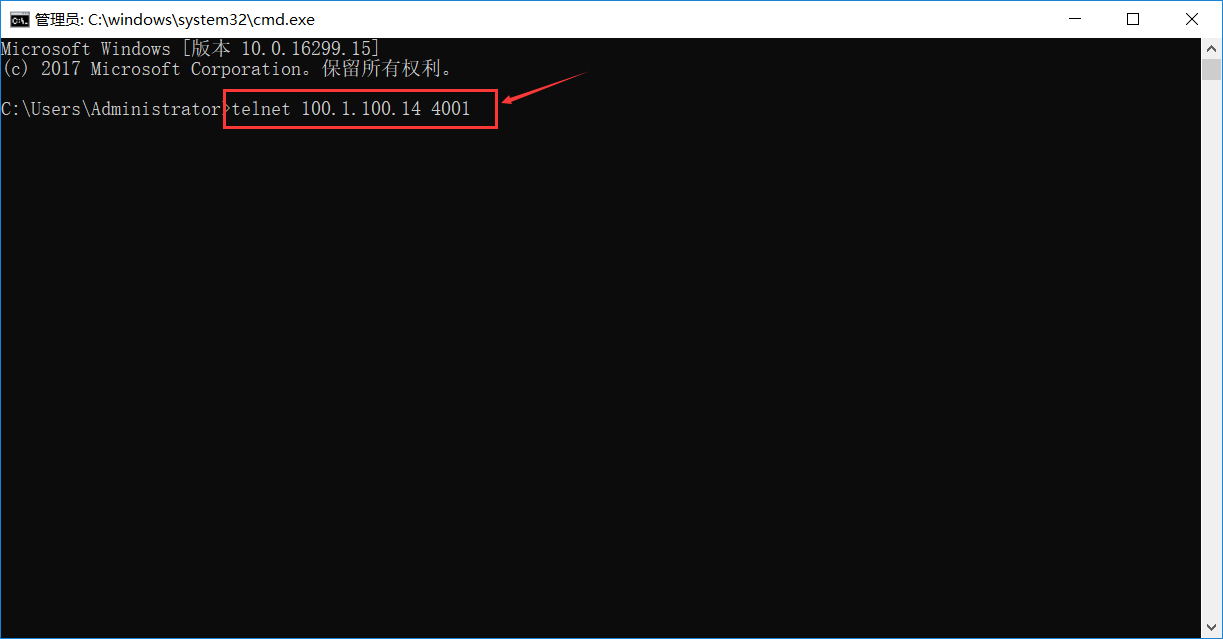 管理员: C:\windows\system32\cmd.exe
Microsoft Windows [版本 10.0.16299.15]
(c) 2017 Microsoft Corporation。保留所有权利。
C:\Users\Administrator>telnet 100.1.100.14 4001